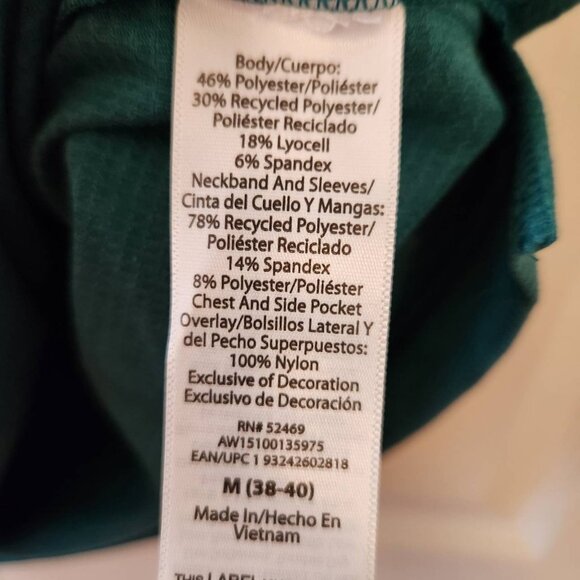 Body/Cuerpo:
46% Polyester/Poliéster
30% Recycled Polyester/
Poliéster Reciclado
18% Lyocell
6% Spandex
Neckband And Sleeves/
Cinta del Cuello Y Mangas:
78% Recycled Polyester/
Poliéster Reciclado
14% Spandex
8% Polyester/Poliéster
Chest And Side Pocket
Overlay/Bolsillos Lateral Y
del Pecho Superpuestos:
100% Nylon
Exclusive of Decoration
Exclusivo de Decoración
RN# 52469
AW15100135975
EAN/UPC 1 93242602818
M (38-40)
Made In/Hecho En
Vietnam
THIS LABEL